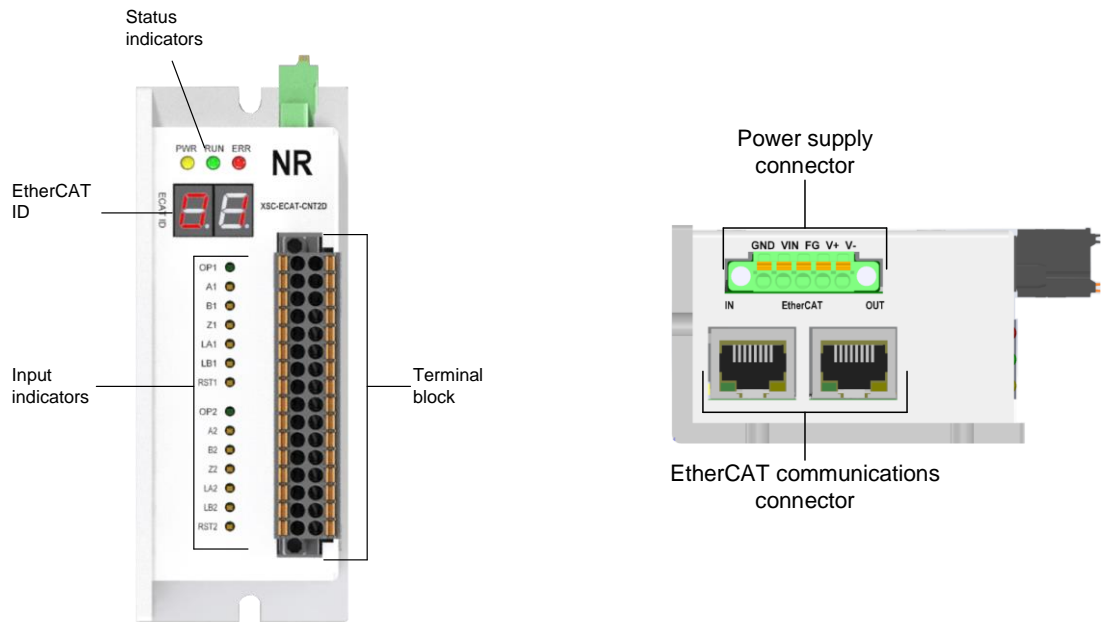 Status
indicators
PWR RUN ERR
NR
EtherCAT
ID
ECAT ID
01
XSC-ECAT-CNT2D
OP1
A1
B1
Z1
LA1
LB1
RST1
Input
indicators
OP2
A2
B2
Z2
LA2
LB2
RST2
Terminal
block
Power supply
connector
GND VIN FG V+ V-
IN EtherCAT OUT
EtherCAT communications
connector